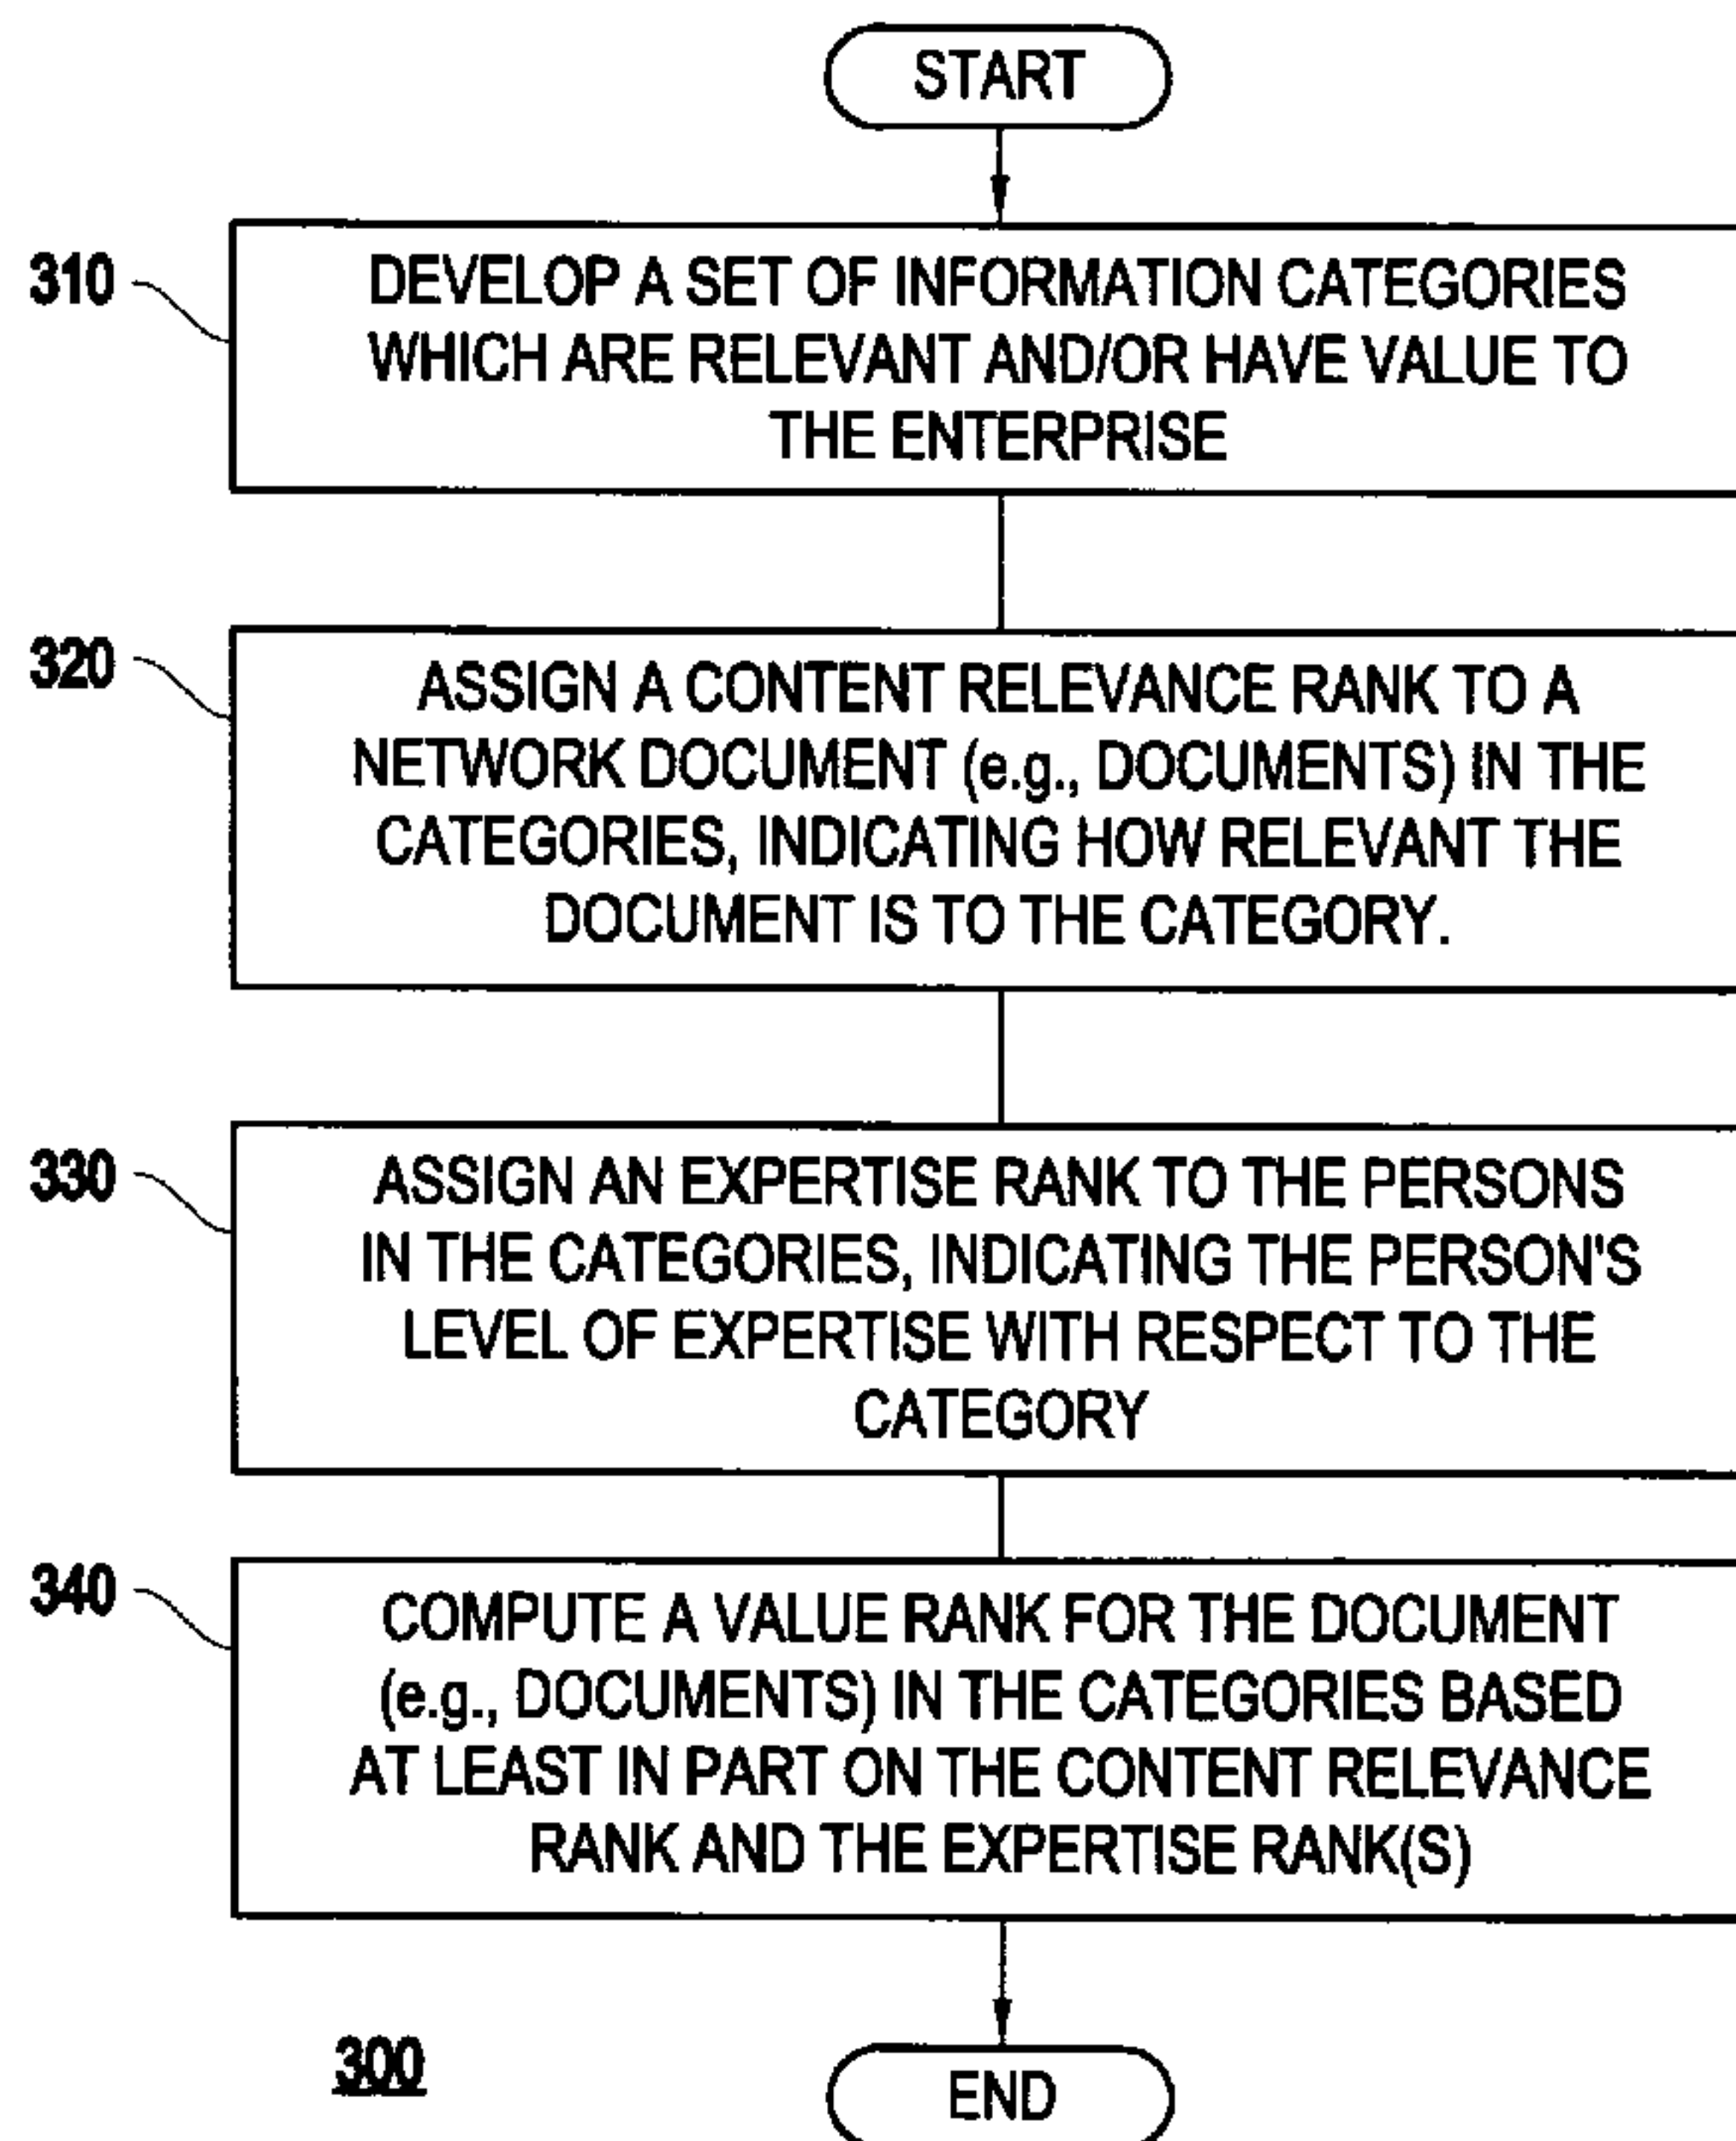 START
310
DEVELOP A SET OF INFORMATION CATEGORIES
WHICH ARE RELEVANT AND/OR HAVE VALUE TO
THE ENTERPRISE
320
ASSIGN A CONTENT RELEVANCE RANK TO A
NETWORK DOCUMENT (e.g., DOCUMENTS) IN THE
CATEGORIES, INDICATING HOW RELEVANT THE
DOCUMENT IS TO THE CATEGORY.
330
ASSIGN AN EXPERTISE RANK TO THE PERSONS
IN THE CATEGORIES, INDICATING THE PERSON'S
LEVEL OF EXPERTISE WITH RESPECT TO THE
CATEGORY
340
COMPUTE A VALUE RANK FOR THE DOCUMENT
(e.g., DOCUMENTS) IN THE CATEGORIES BASED
AT LEAST IN PART ON THE CONTENT RELEVANCE
RANK AND THE EXPERTISE RANK(S)
300
END